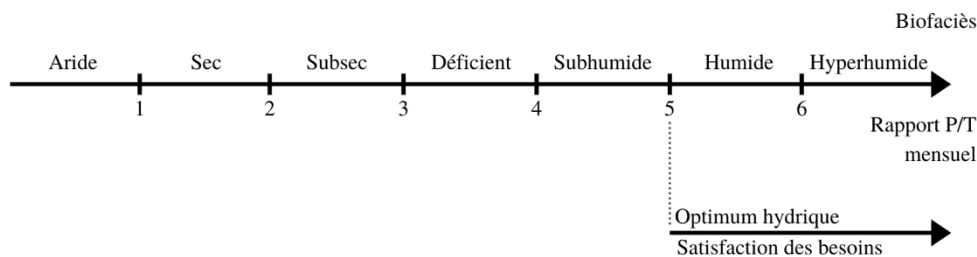 Biofaciès
Aride Sec Subsec Déficient Subhumide Humide Hyperhumide
1 2 3 4 5 6
Rapport P/T
mensuel
Optimum hydrique
Satisfaction des besoins